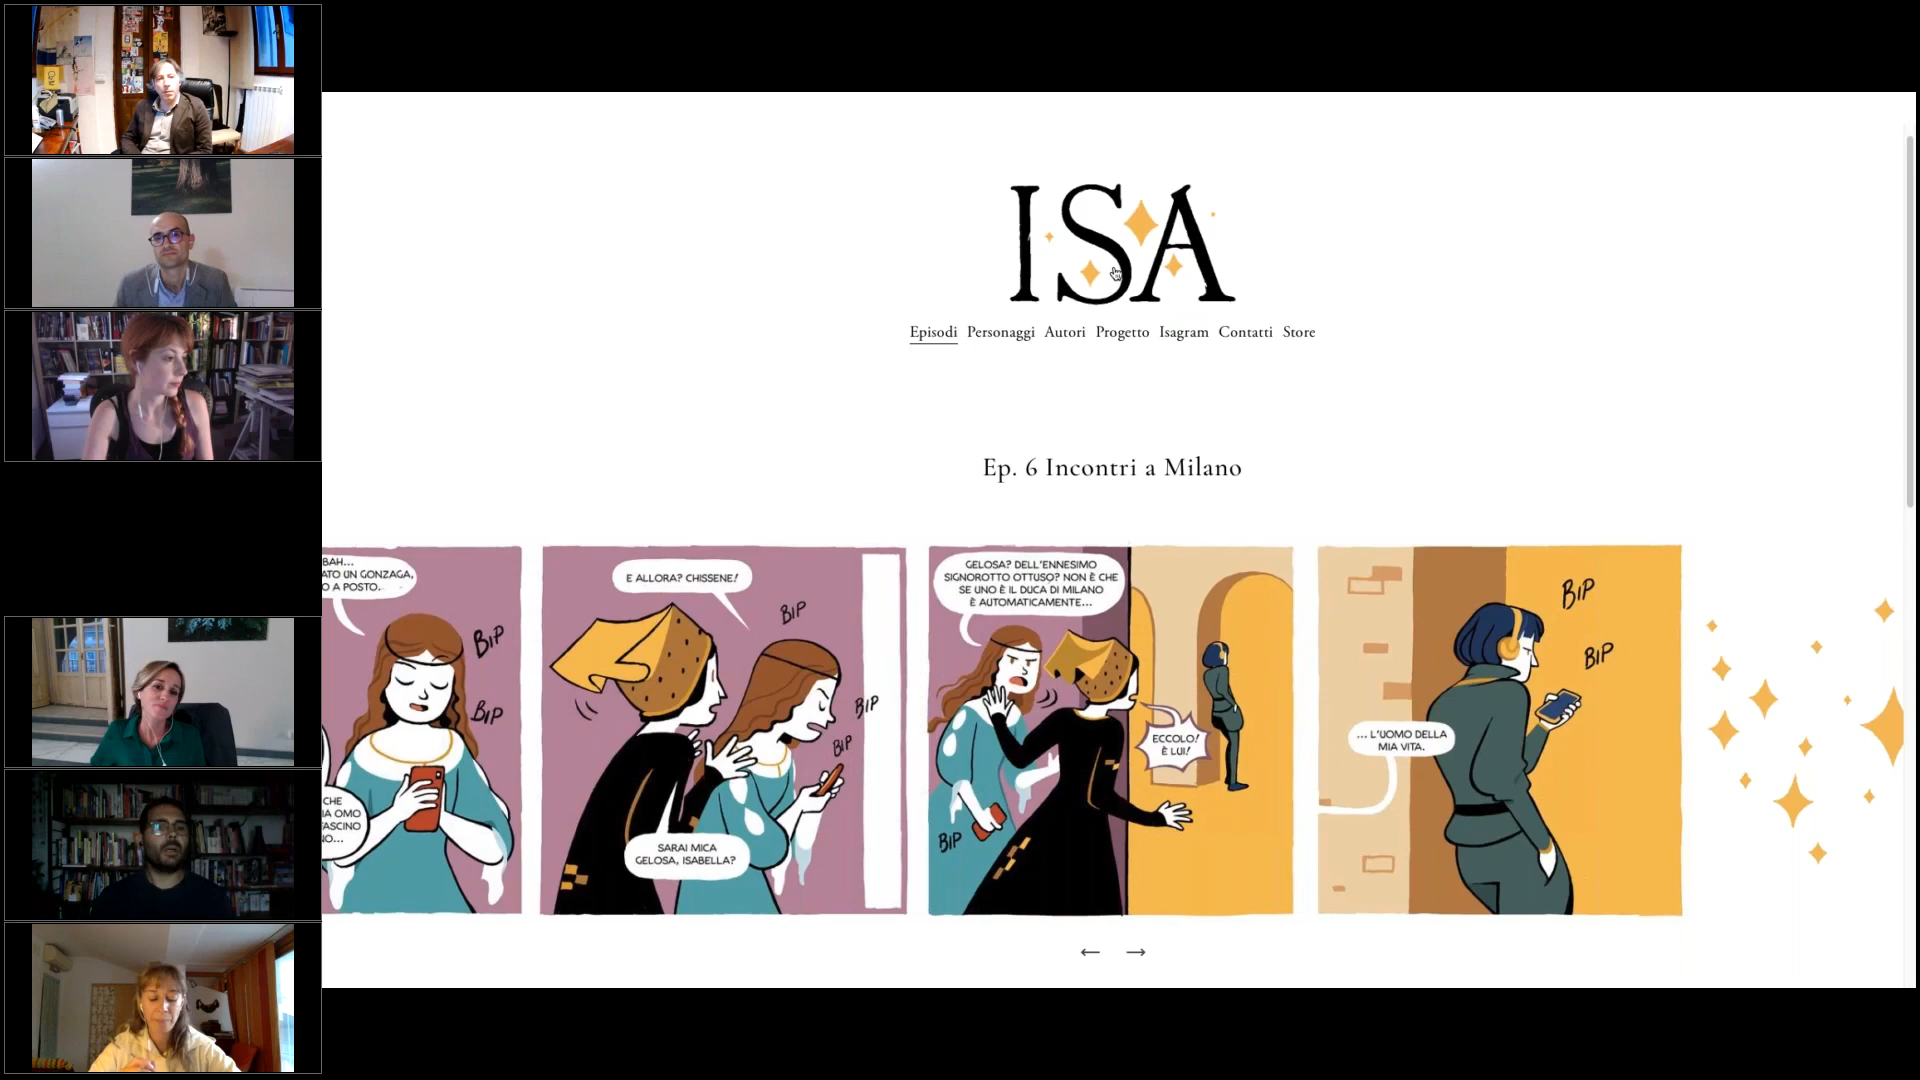 ISA
Episodi Personaggi Autori Progetto Isagram Contatti Store
Ep. 6 Incontri a Milano
BAH...
ATO UN GONZAGA,
O A POSTO.
BIP
BIP
CHE
IA OMO
FASCINO
NO...
E ALLORA? CHISSENE!
BIP
BIP
BIP
SARAI MICA
GELOSA, ISABELLA?
GELOSA? DELL'ENNESIMO
SIGNOROTTO OTTUSO? NON È CHE
SE UNO È IL DUCA DI MILANO
È AUTOMATICAMENTE...
ECCOLO!
È LUI!
BIP
BIP
BIP
... L'UOMO DELLA
MIA VITA.